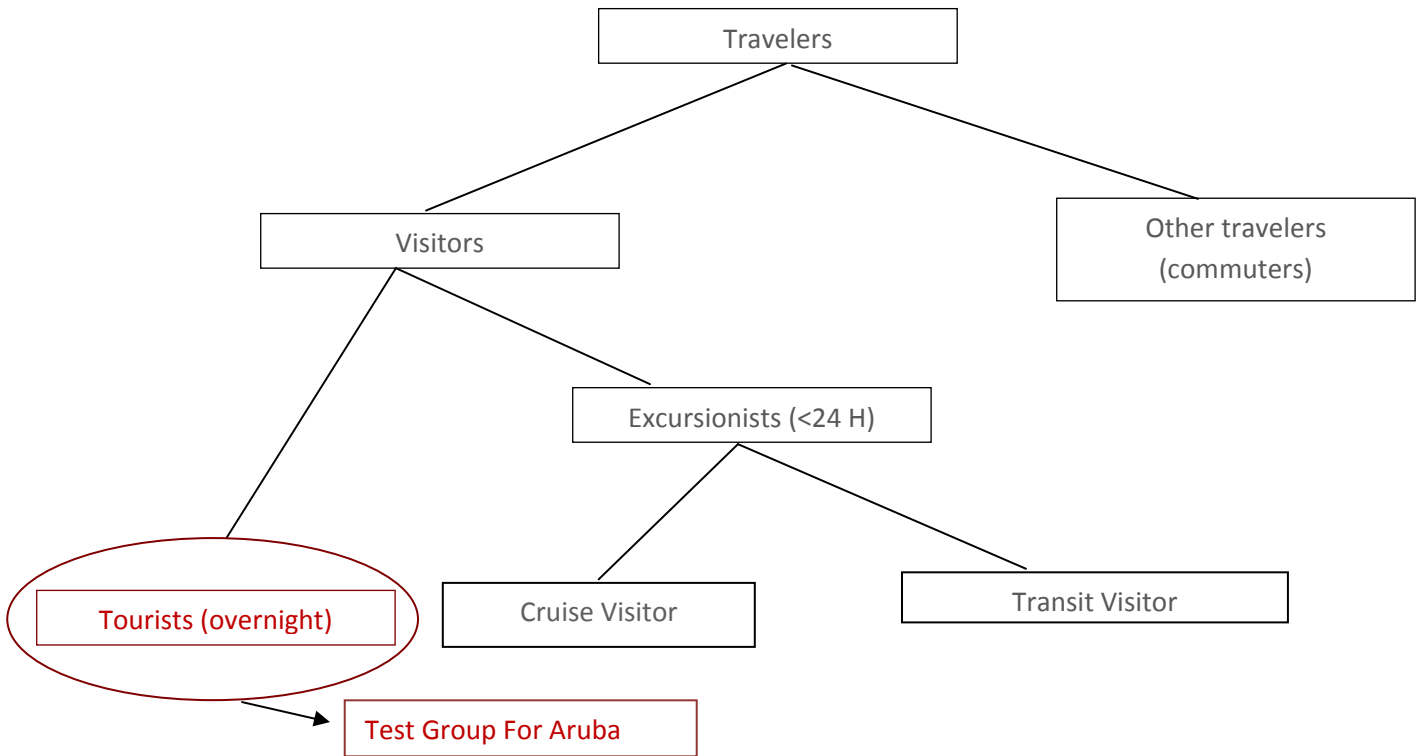 Travelers
Visitors
Other travelers
(commuters)
Excursionists (<24 H)
Tourists (overnight)
Cruise Visitor
Transit Visitor
Test Group For Aruba